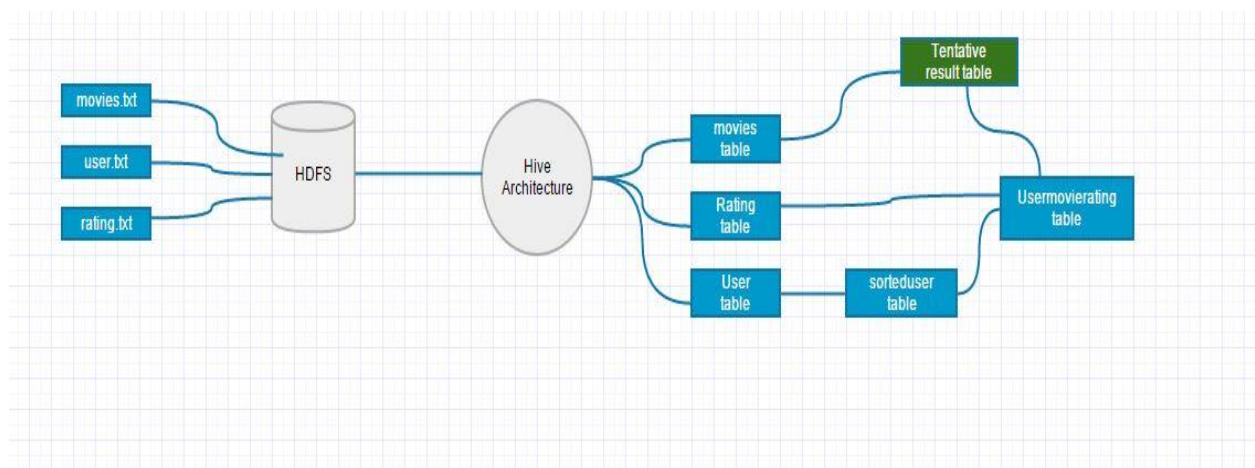 movies.txt
user.txt
rating.txt
HDFS
Hive
Architecture
movies
table
Rating
table
User
table
sorteduser
table
Tentative
result table
Usermovierating
table